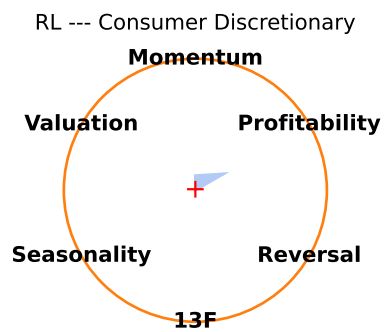 RL --- Consumer Discretionary
Momentum
Valuation
Profitability
Seasonality
Reversal
13F